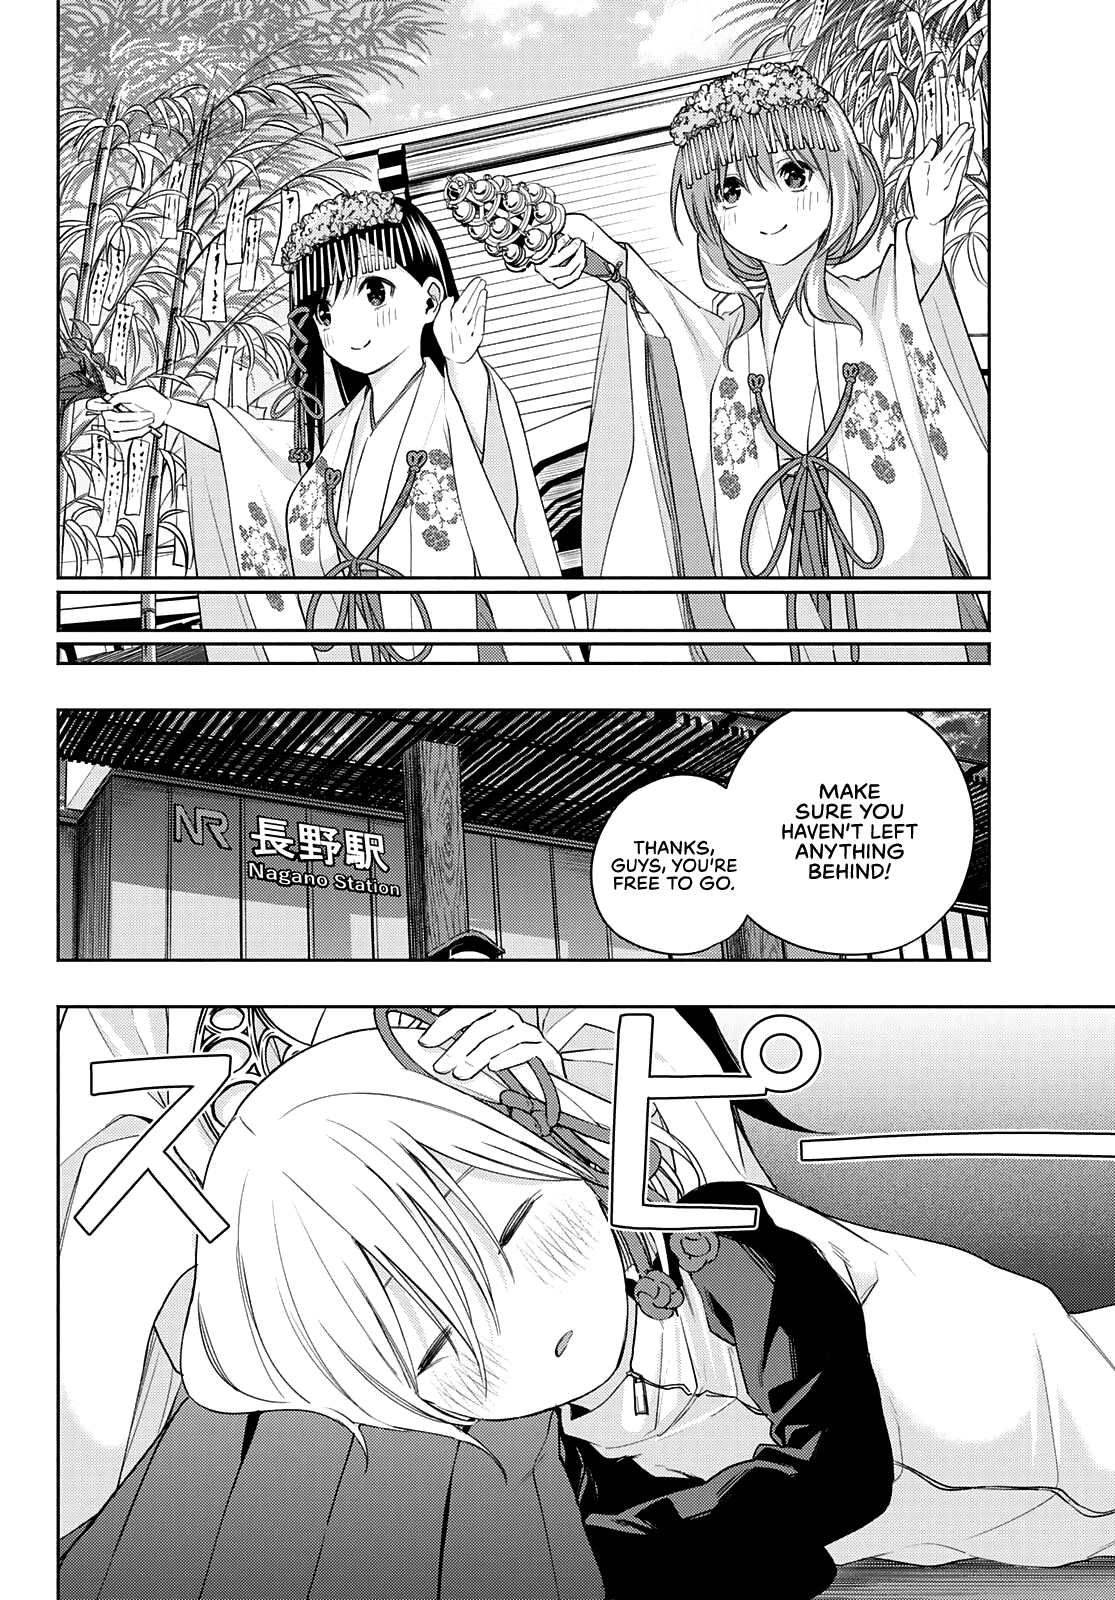 NR 長野駅
Nagano Station
MAKE
SURE YOU
HAVEN'T LEFT
ANYTHING
BEHIND!
THANKS,
GUYS, YOU'RE
FREE TO GO.
スピー